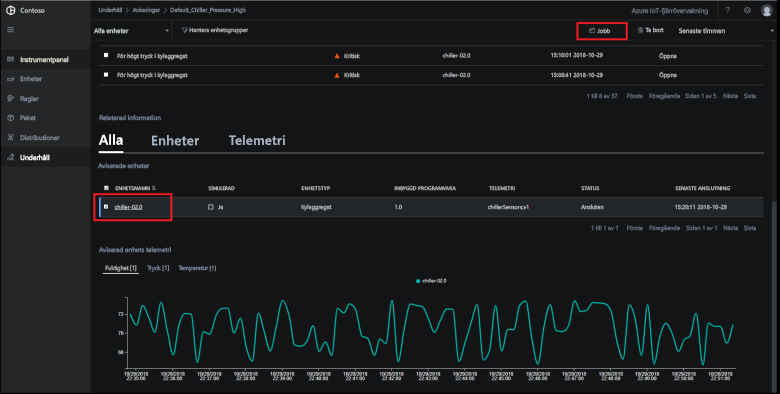 Contoso
Underhåll > Aviseringar > Default_Chiller_Pressure_High
Azure IoT-fjärrövervakning
?
Alla enheter
Hantera enhetsgrupper
Jobb
Ta bort
Senaste timmen
Instrumentpanel
Enheter
Regler
Paket
Distributioner
Underhåll
För högt tryck i kylaggregat
Kritisk
chiller-02.0
15:10:01 2018-10-29
Öppna
För högt tryck i kylaggregat
Kritisk
chiller-02.0
15:08:41 2018-10-29
Öppna
1 till 8 av 37 Första Föregående Sidan 1 av 5 Nästa Sista
Relaterad information
Alla Enheter Telemetri
Aviserade enheter
ENHETSNAMN SIMULERAD ENHETSTYP INBYGGD PROGRAMVARA TELEMETRI STATUS SENASTE ANSLUTNING
chiller-02.0 Ja Kylaggregat 1.0 chillerSensors;v1 Ansluten 15:20:11 2018-10-29
1 till 1 av 1 Första Föregående Sidan 1 av 1 Nästa Sista
Aviserad enhets telemetri
Fuktighet [1] Tryck [1] Temperatur [1]
chiller-02.0
72
70
68
10/29/2018 10/29/2018 10/29/2018 10/29/2018 10/29/2018 10/29/2018 10/29/2018 10/29/2018 10/29/2018 10/29/2018 10/29/2018 10/29/2018 10/29/2018 10/29/2018 10/29/2018 10/29/2018 10/29/2018
22:35:00 22:36:00 22:37:00 22:38:00 22:39:00 22:40:00 22:41:00 22:42:00 22:43:00 22:44:00 22:45:00 22:46:00 22:47:00 22:48:00 22:49:00 22:50:00 22:51:00